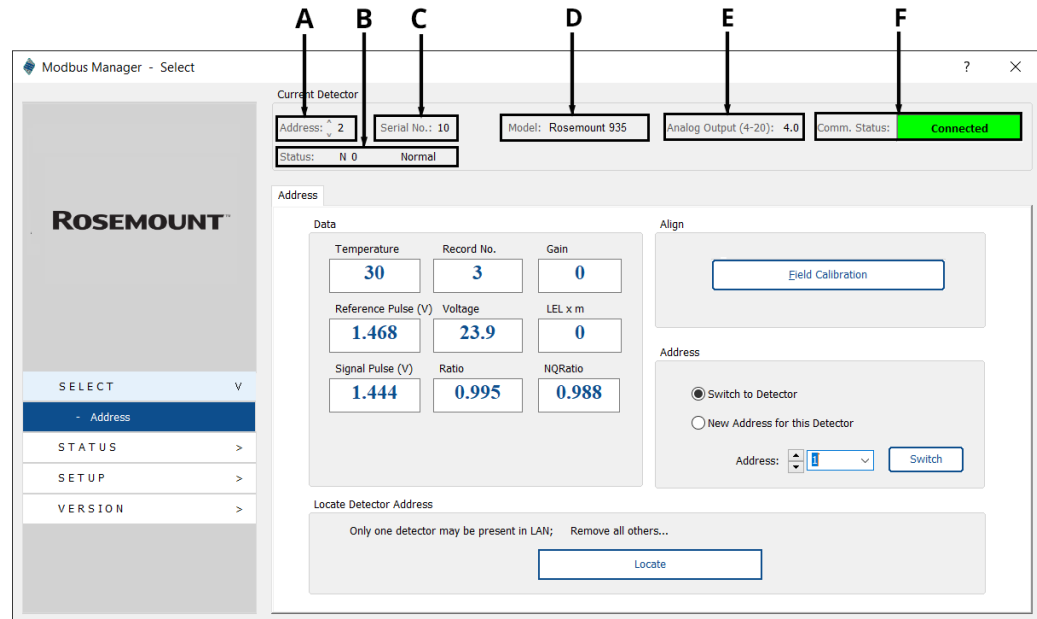 A B C D E F
Modbus Manager - Select ? ×
Current Detector
Address: 2 Serial No.: 10 Model: Rosemount 935 Analog Output (4-20): 4.0 Comm. Status: Connected
Status: N 0 Normal
Address
ROSEMOUNT™
SELECT V
- Address
STATUS >
SETUP >
VERSION >
Data
Temperature Record No. Gain
30 3 0
Reference Pulse (V) Voltage LEL x m
1.468 23.9 0
Signal Pulse (V) Ratio NQRatio
1.444 0.995 0.988
Align
Field Calibration
Address
Switch to Detector
New Address for this Detector
Address: 1 Switch
Locate Detector Address
Only one detector may be present in LAN; Remove all others...
Locate